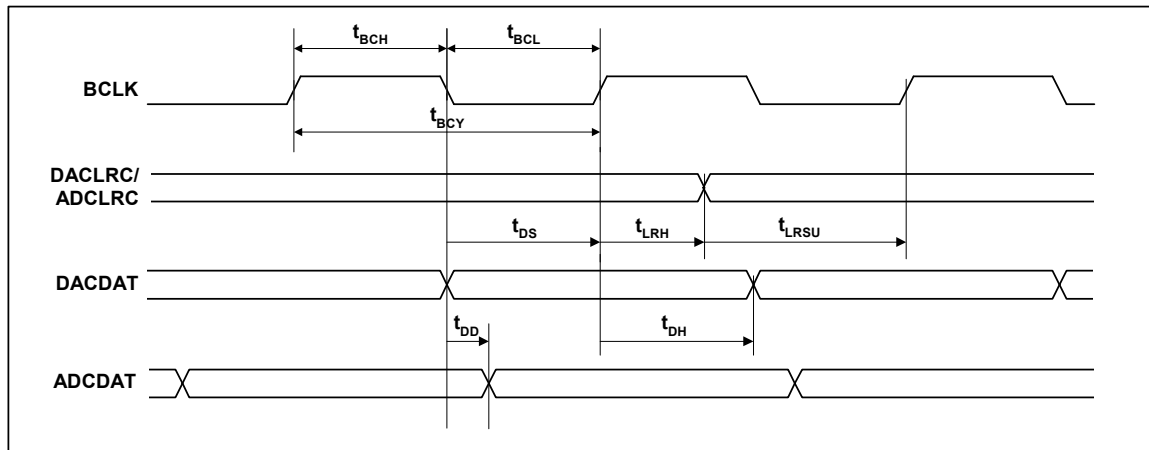 tBCH tBCL
BCLK
tBCY
DACLRC/
ADCLRC
tDS tLRH tLRSU
DACDAT
tDD tDH
ADCDAT